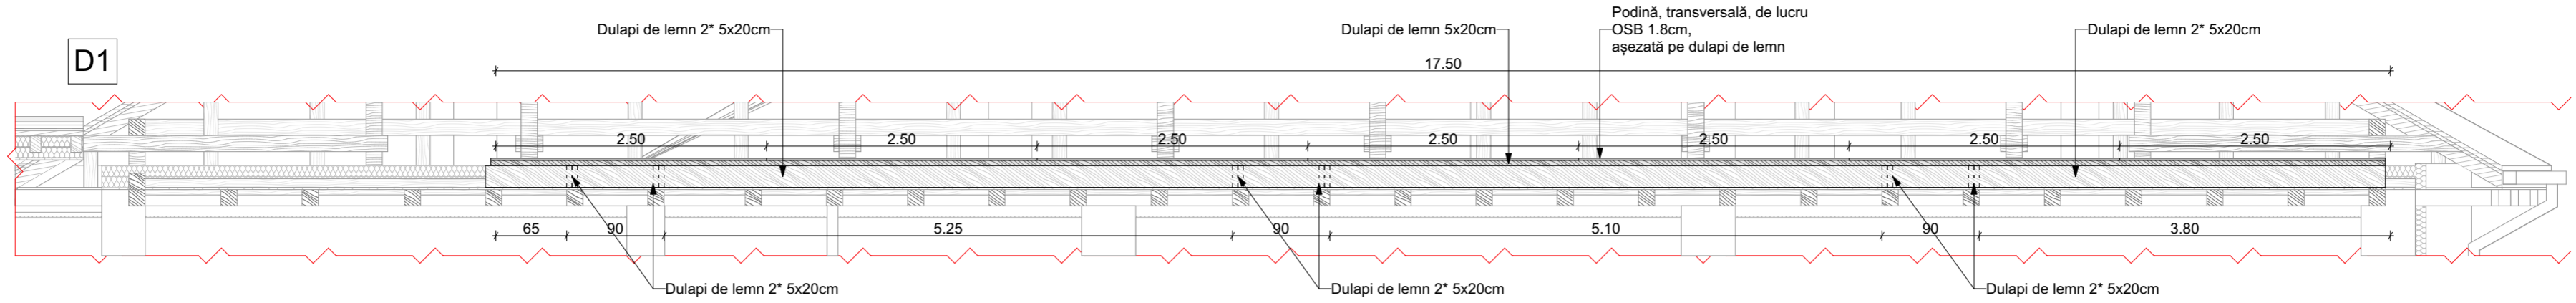 Podină, transversală, de lucru
Dulapi de lemn 2* 5x20cm
Dulapi de lemn 5x20cm
OSB 1.8cm,
Dulapi de lemn 2* 5x20cm
așezată pe dulapi de lemn
D1
17.50
2.50
2.50
2.50
2.50
2.50
2.50
2.50
65
90
5.25
90
5.10
90
3.80
Dulapi de lemn 2* 5x20cm
Dulapi de lemn 2* 5x20cm
Dulapi de lemn 2* 5x20cm